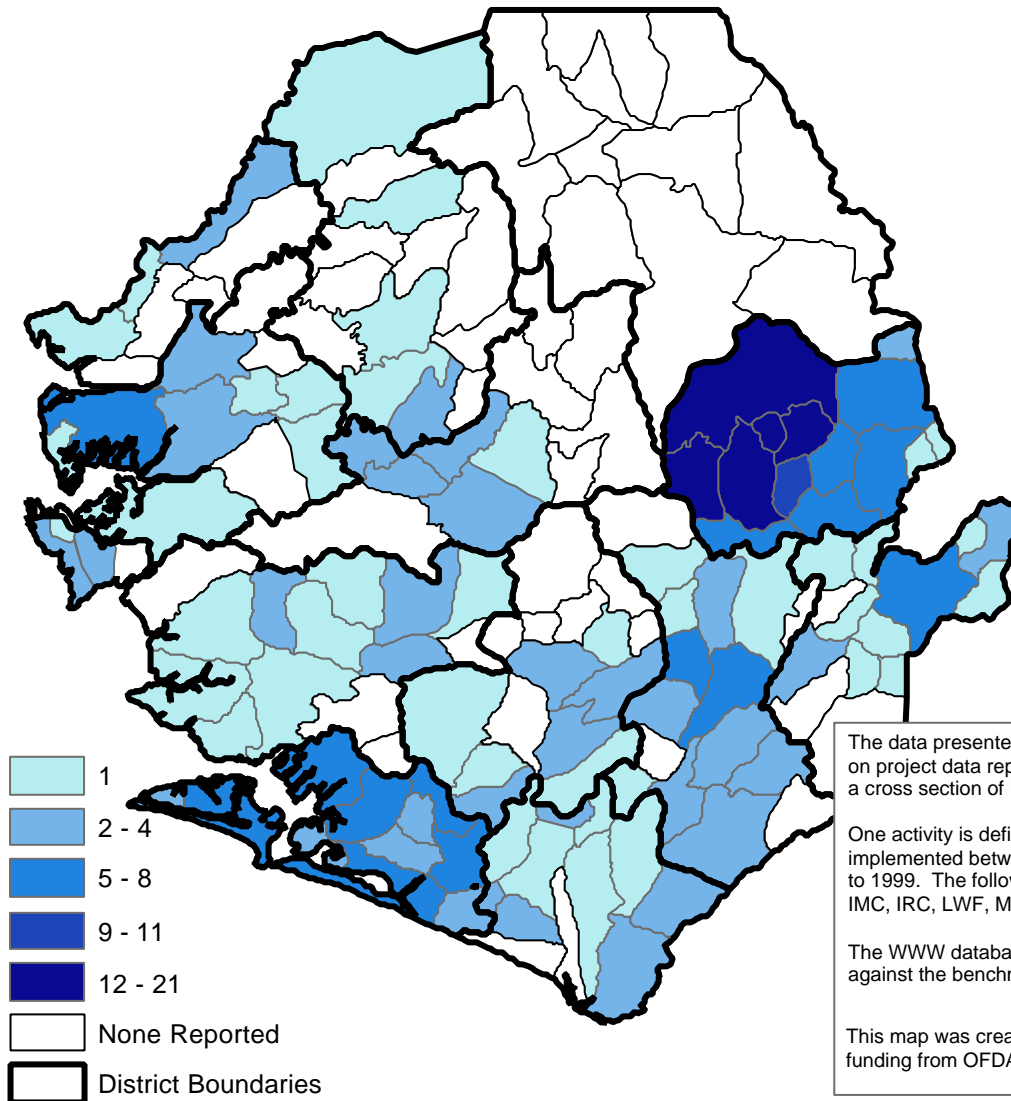 1
2 - 4
5 - 8
9 - 11
12 - 21
None Reported
District Boundaries
The data presente
on project data rep
a cross section of
One activity is defi
implemented betw
to 1999. The follow
IMC, IRC, LWF, M
The WWW databa
against the benchr
This map was crea
funding from OFDA